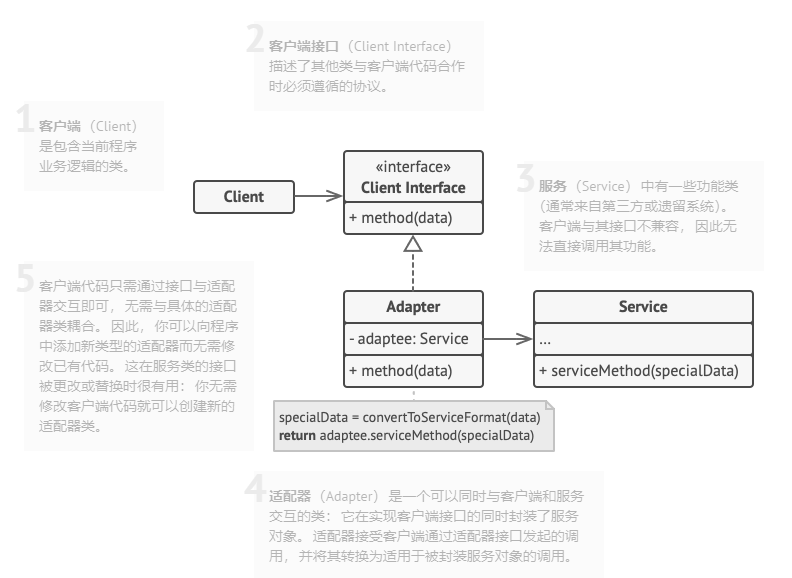 2
客户端接口 （Client Interface）
描述了其他类与客户端代码合作
时必须遵循的协议。
1
客户端 （Client）
是包含当前程序
业务逻辑的类。
Client
«interface»
Client Interface
+ method(data)
3
服务 （Service） 中有一些功能类
（通常来自第三方或遗留系统）。
客户端与其接口不兼容， 因此无
法直接调用其功能。
5
客户端代码只需通过接口与适配
器交互即可， 无需与具体的适配
器类耦合。 因此， 你可以向程序
中添加新类型的适配器而无需修
改已有代码。 这在服务类的接口
被更改或替换时很有用： 你无需
修改客户端代码就可以创建新的
适配器类。
Adapter
- adaptee: Service
+ method(data)
Service
...
+ serviceMethod(specialData)
specialData = convertToServiceFormat(data)
return adaptee.serviceMethod(specialData)
4
适配器 （Adapter） 是一个可以同时与客户端和服务
交互的类： 它在实现客户端接口的同时封装了服务
对象。 适配器接受客户端通过适配器接口发起的调
用， 并将其转换为适用于被封装服务对象的调用。